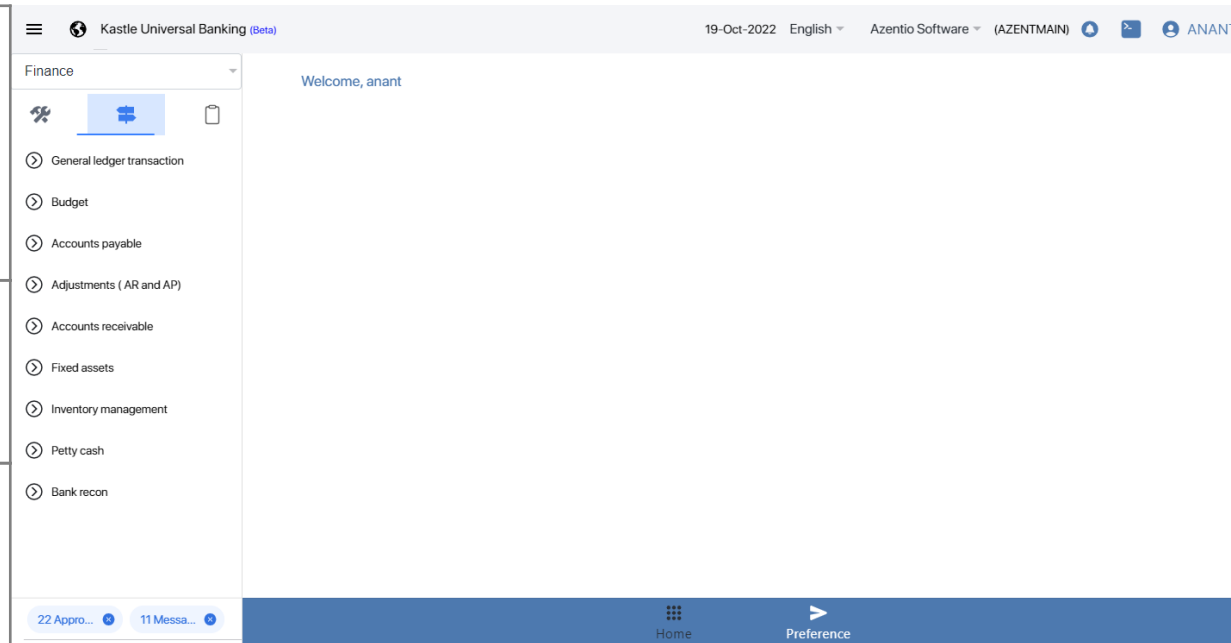 Kastle Universal Banking (Beta) 19-Oct-2022 English Azentio Software (AZENTMAIN) ANANT
Finance
Welcome, anant
General ledger transaction
Budget
Accounts payable
Adjustments ( AR and AP)
Accounts receivable
Fixed assets
Inventory management
Petty cash
Bank recon
22 Appro... 11 Messa...
Home Preference